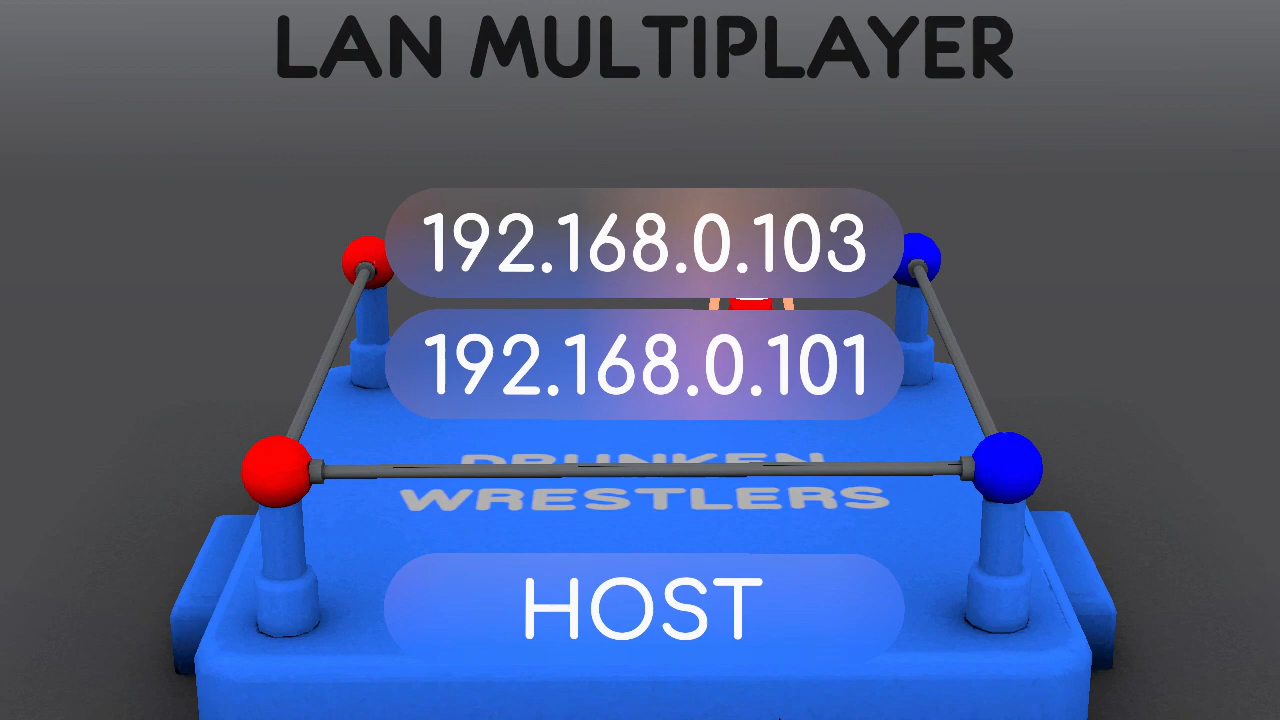 LAN MULTIPLAYER
192.168.0.103
192.168.0.101
DRUNKEN
WRESTLERS
HOST